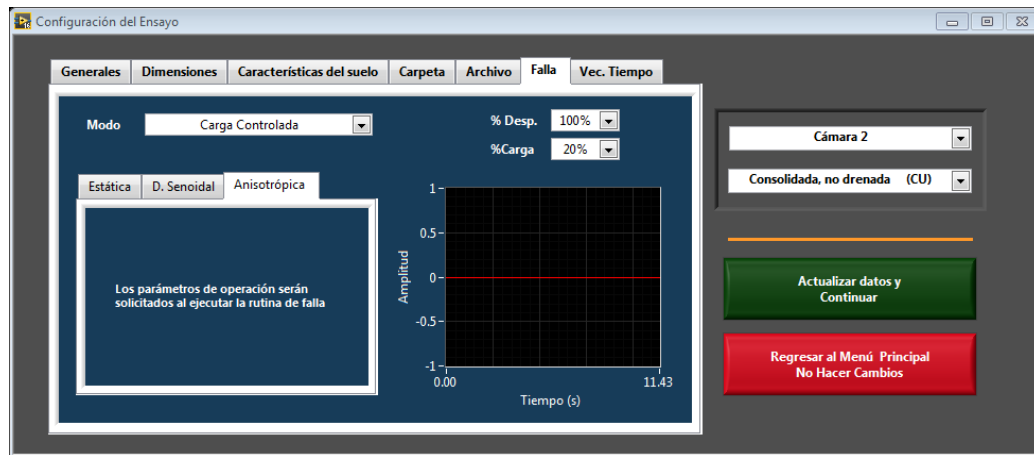 Configuración del Ensayo
Generales Dimensiones Características del suelo Carpeta Archivo Falla Vec. Tiempo
Modo Carga Controlada
% Desp. 100%
%Carga 20%
Estática D. Senoidal Anisotrópica
Los parámetros de operación serán
solicitados al ejecutar la rutina de falla
Amplitud
1
0.5
0
-0.5
-1
0.00 11.43
Tiempo (s)
Cámara 2
Consolidada, no drenada (CU)
Actualizar datos y
Continuar
Regresar al Menú Principal
No Hacer Cambios